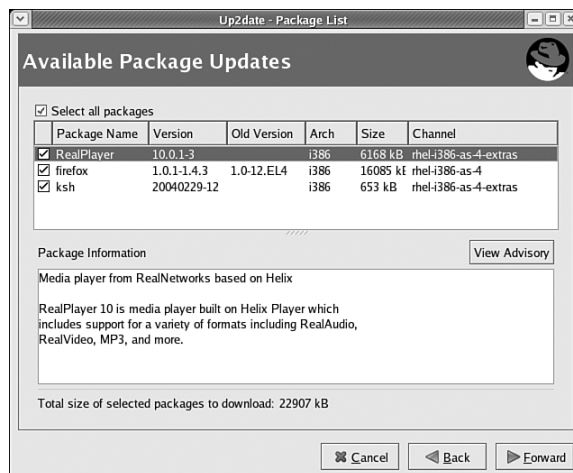 Up2date - Package List
Available Package Updates
Select all packages
Package Name Version Old Version Arch Size Channel
RealPlayer 10.0.1-3 i386 6168 kB rhel-i386-as-4-extras
firefox 1.0.1-1.4.3 1.0-12.EL4 i386 16085 kE rhel-i386-as-4
ksh 20040229-12 i386 653 kB rhel-i386-as-4-extras
Package Information
View Advisory
Media player from RealNetworks based on Helix
RealPlayer 10 is media player built on Helix Player which
includes support for a variety of formats including RealAudio,
RealVideo, MP3, and more.
Total size of selected packages to download: 22907 kB
Cancel Back Forward